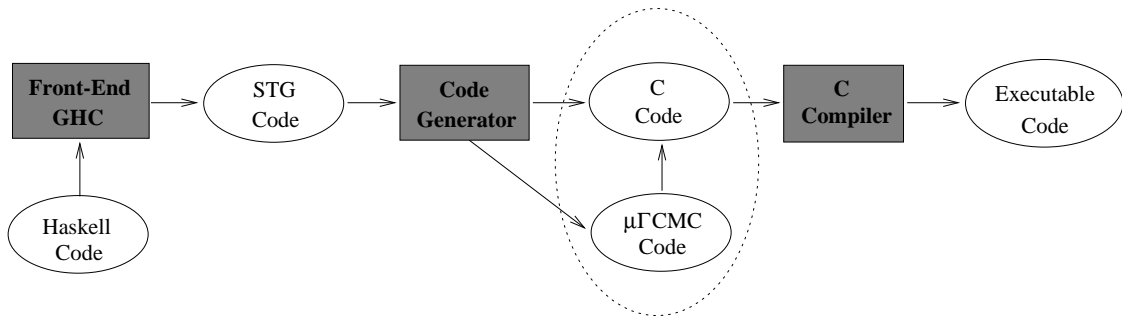 Front-End
GHC
STG
Code
Code
Generator
C
Code
C
Compiler
Executable
Code
Haskell
Code
μΓCMC
Code